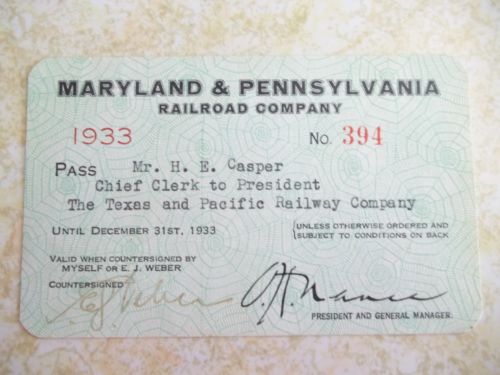 MARYLAND & PENNSYLVANIA
RAILROAD COMPANY
1933 No. 394
PASS Mr. H. E. Casper
Chief Clerk to President
The Texas and Pacific Railway Company
UNTIL DECEMBER 31ST, 1933 (UNLESS OTHERWISE ORDERED AND
SUBJECT TO CONDITIONS ON BACK
VALID WHEN COUNTERSIGNED BY
MYSELF OR E. J. WEBER
COUNTERSIGNED
E. J. Weber O. H. Nance
PRESIDENT AND GENERAL MANAGER.